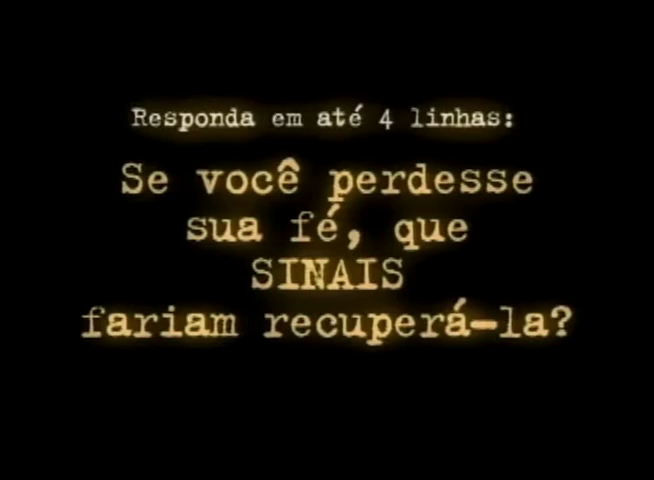 Responda em até 4 linhas:
Se você perdesse
sua fé, que
SINAIS
fariam recuperá-la?